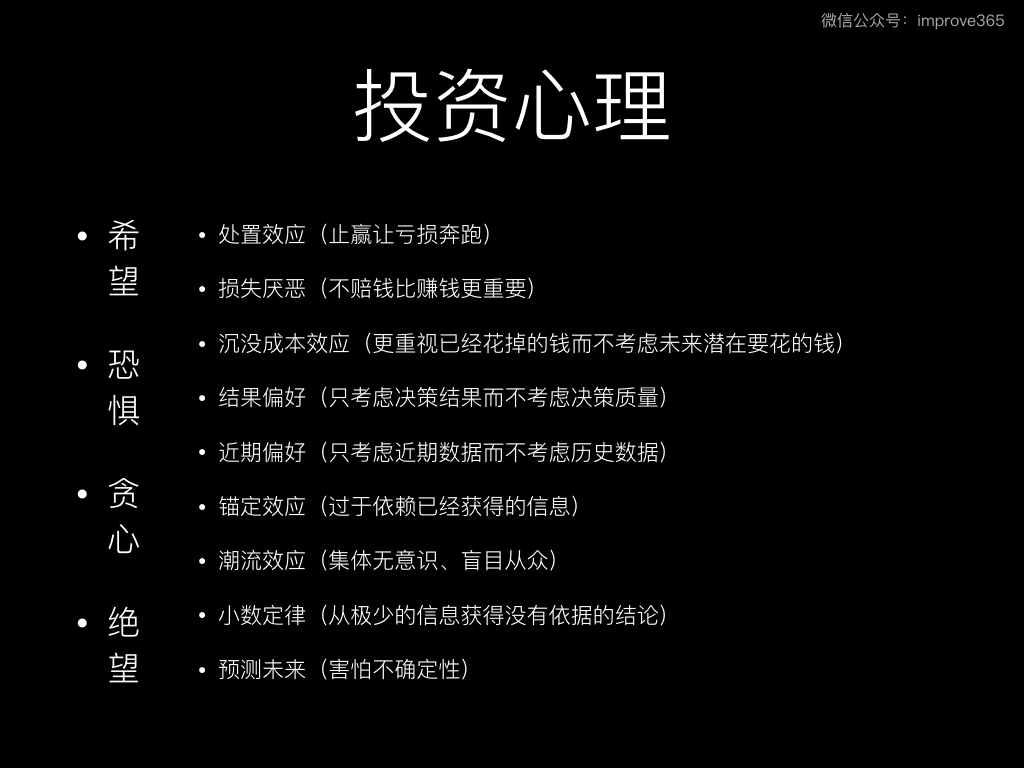 微信公众号：improve365
投资心理
• 希
望
• 恐
惧
• 贪
心
• 绝
望
• 处置效应（止赢让亏损奔跑）
• 损失厌恶（不赔钱比赚钱更重要）
• 沉没成本效应（更重视已经花掉的钱而不考虑未来潜在要花的钱）
• 结果偏好（只考虑决策结果而不考虑决策质量）
• 近期偏好（只考虑近期数据而不考虑历史数据）
• 锚定效应（过于依赖已经获得的信息）
• 潮流效应（集体无意识、盲目从众）
• 小数定律（从极少的信息获得没有依据的结论）
• 预测未来（害怕不确定性）